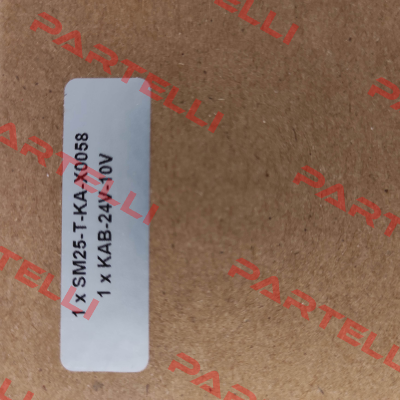 1 x SM25-T-KA-X0058
1 x KAB-24V-10V
PARTELLI
PARTELLI
PARTELLI
PARTELLI
PARTELLI